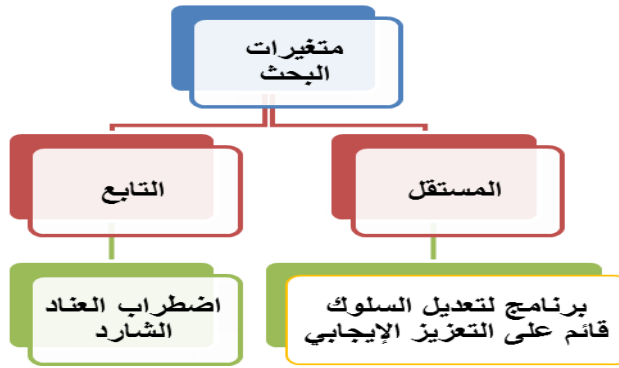 متغيرات
البحث
المستقل
التابع
برنامج لتعديل السلوك
قائم على التعزيز الإيجابي
اضطراب العناد
الشارد